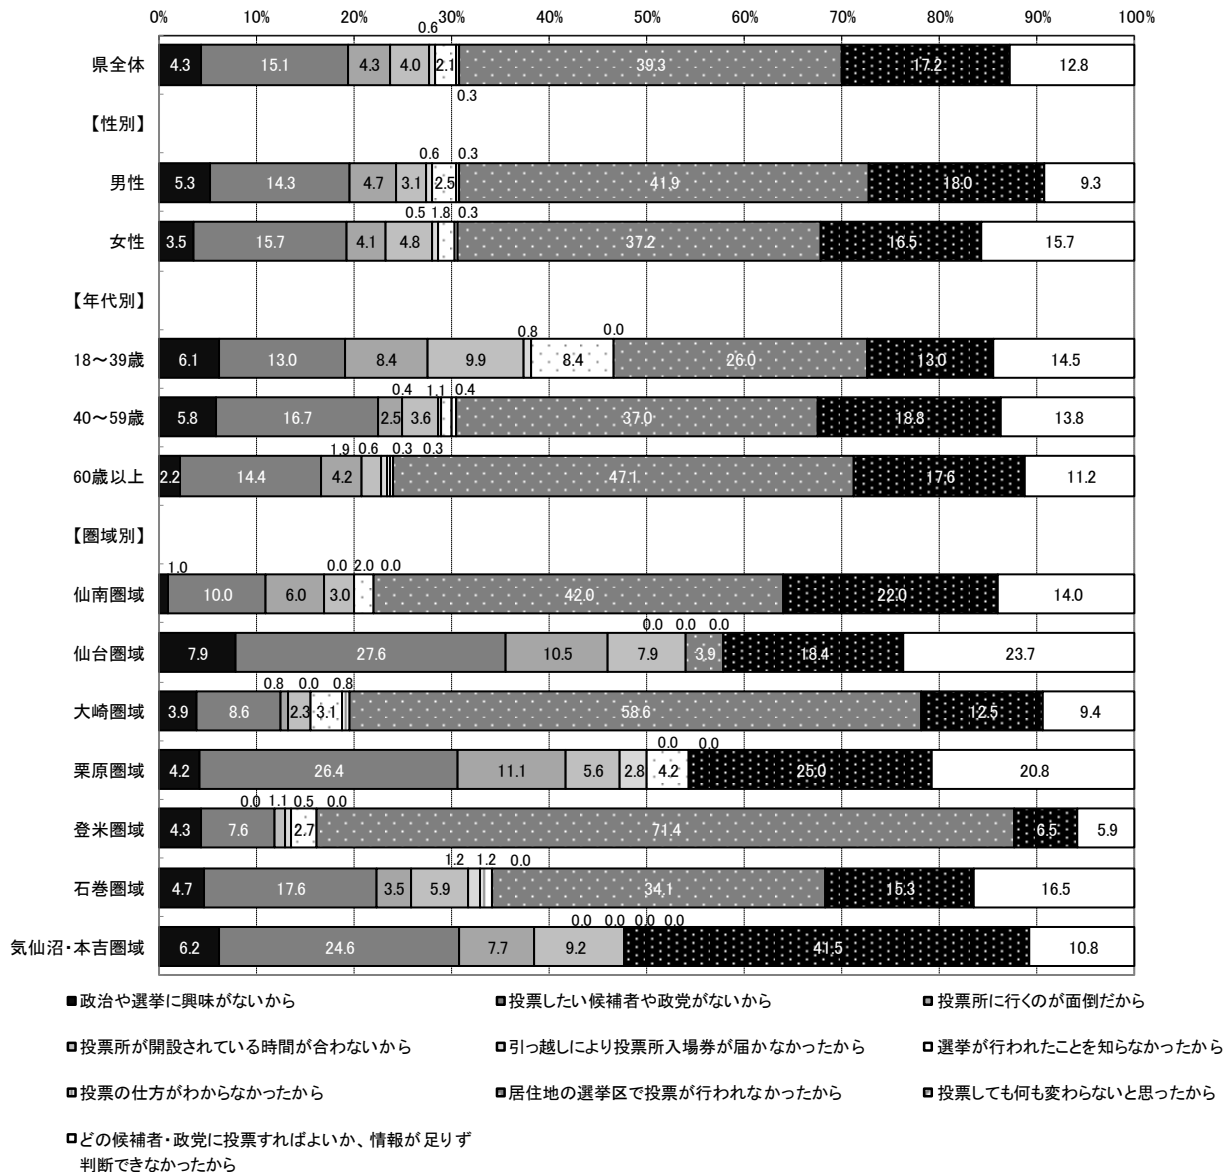 0% 10% 20% 30% 40% 50% 60% 70% 80% 90% 100%
0.6
県全体 4.3 15.1 4.3 4.0 2.1 39.3 17.2 12.8
0.3
【性別】
0.6 0.3
男性 5.3 14.3 4.7 3.1 2.5 41.9 18.0 9.3
0.5 1.8 0.3
女性 3.5 15.7 4.1 4.8 37.2 16.5 15.7
【年代別】
0.8 0.0
18～39歳 6.1 13.0 8.4 9.9 8.4 26.0 13.0 14.5
0.4 1.1 0.4
40～59歳 5.8 16.7 2.5 3.6 37.0 18.8 13.8
1.9 0.6 0.3 0.3
60歳以上 2.2 14.4 4.2 47.1 17.6 11.2
【圏域別】
1.0 0.0 2.0 0.0
仙南圏域 10.0 6.0 3.0 42.0 22.0 14.0
0.0 0.0 0.0
仙台圏域 7.9 27.6 10.5 7.9 3.9 18.4 23.7
0.8 0.0 0.8
大崎圏域 3.9 8.6 2.3 3.1 58.6 12.5 9.4
0.0 0.0
栗原圏域 4.2 26.4 11.1 5.6 2.8 4.2 25.0 20.8
0.0 1.1 0.5 0.0
登米圏域 4.3 7.6 2.7 71.4 6.5 5.9
1.2 1.2 0.0
石巻圏域 4.7 17.6 3.5 5.9 34.1 15.3 16.5
0.0 0.0 0.0 0.0
気仙沼・本吉圏域 6.2 24.6 7.7 9.2 41.5 10.8
政治や選挙に興味がないから 投票したい候補者や政党がないから 投票所に行くのが面倒だから
投票所が開設されている時間が合わないから 引っ越しにより投票所入場券が届かなかったから 選挙が行われたことを知らなかったから
投票の仕方がわからなかったから 居住地の選挙区で投票が行われなかったから 投票しても何も変わらないと思ったから
どの候補者・政党に投票すればよいか、情報が足りず
判断できなかったから